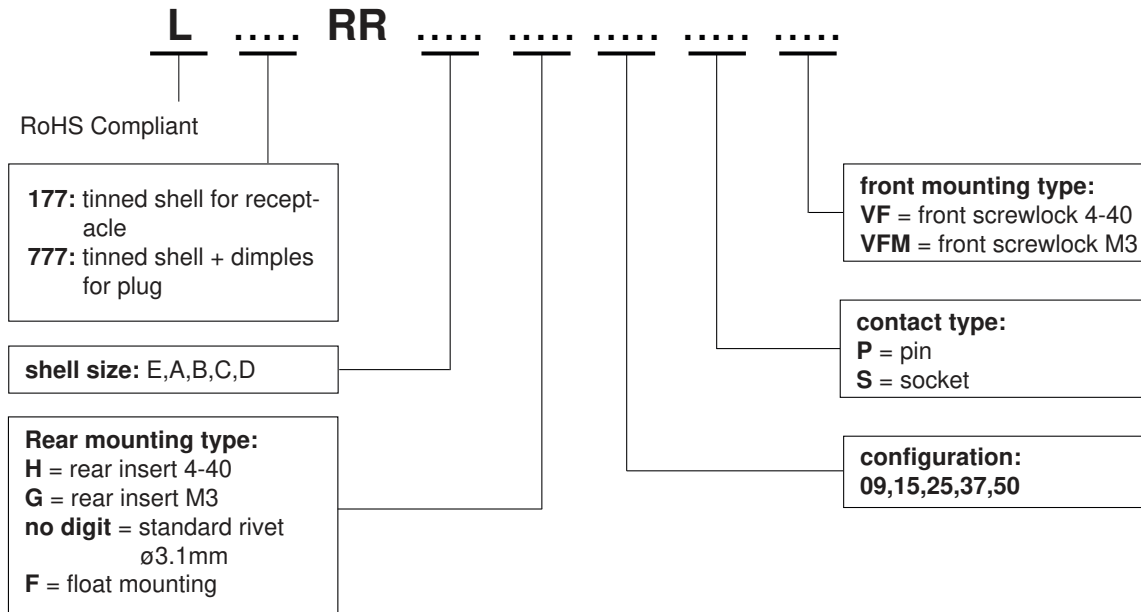 L ..... RR ..... ..... ..... ..... .....
RoHS Compliant
177: tinned shell for recept-
acle
777: tinned shell + dimples
for plug
shell size: E,A,B,C,D
Rear mounting type:
H = rear insert 4-40
G = rear insert M3
no digit = standard rivet
ø3.1mm
F = float mounting
front mounting type:
VF = front screwlock 4-40
VFM = front screwlock M3
contact type:
P = pin
S = socket
configuration:
09,15,25,37,50